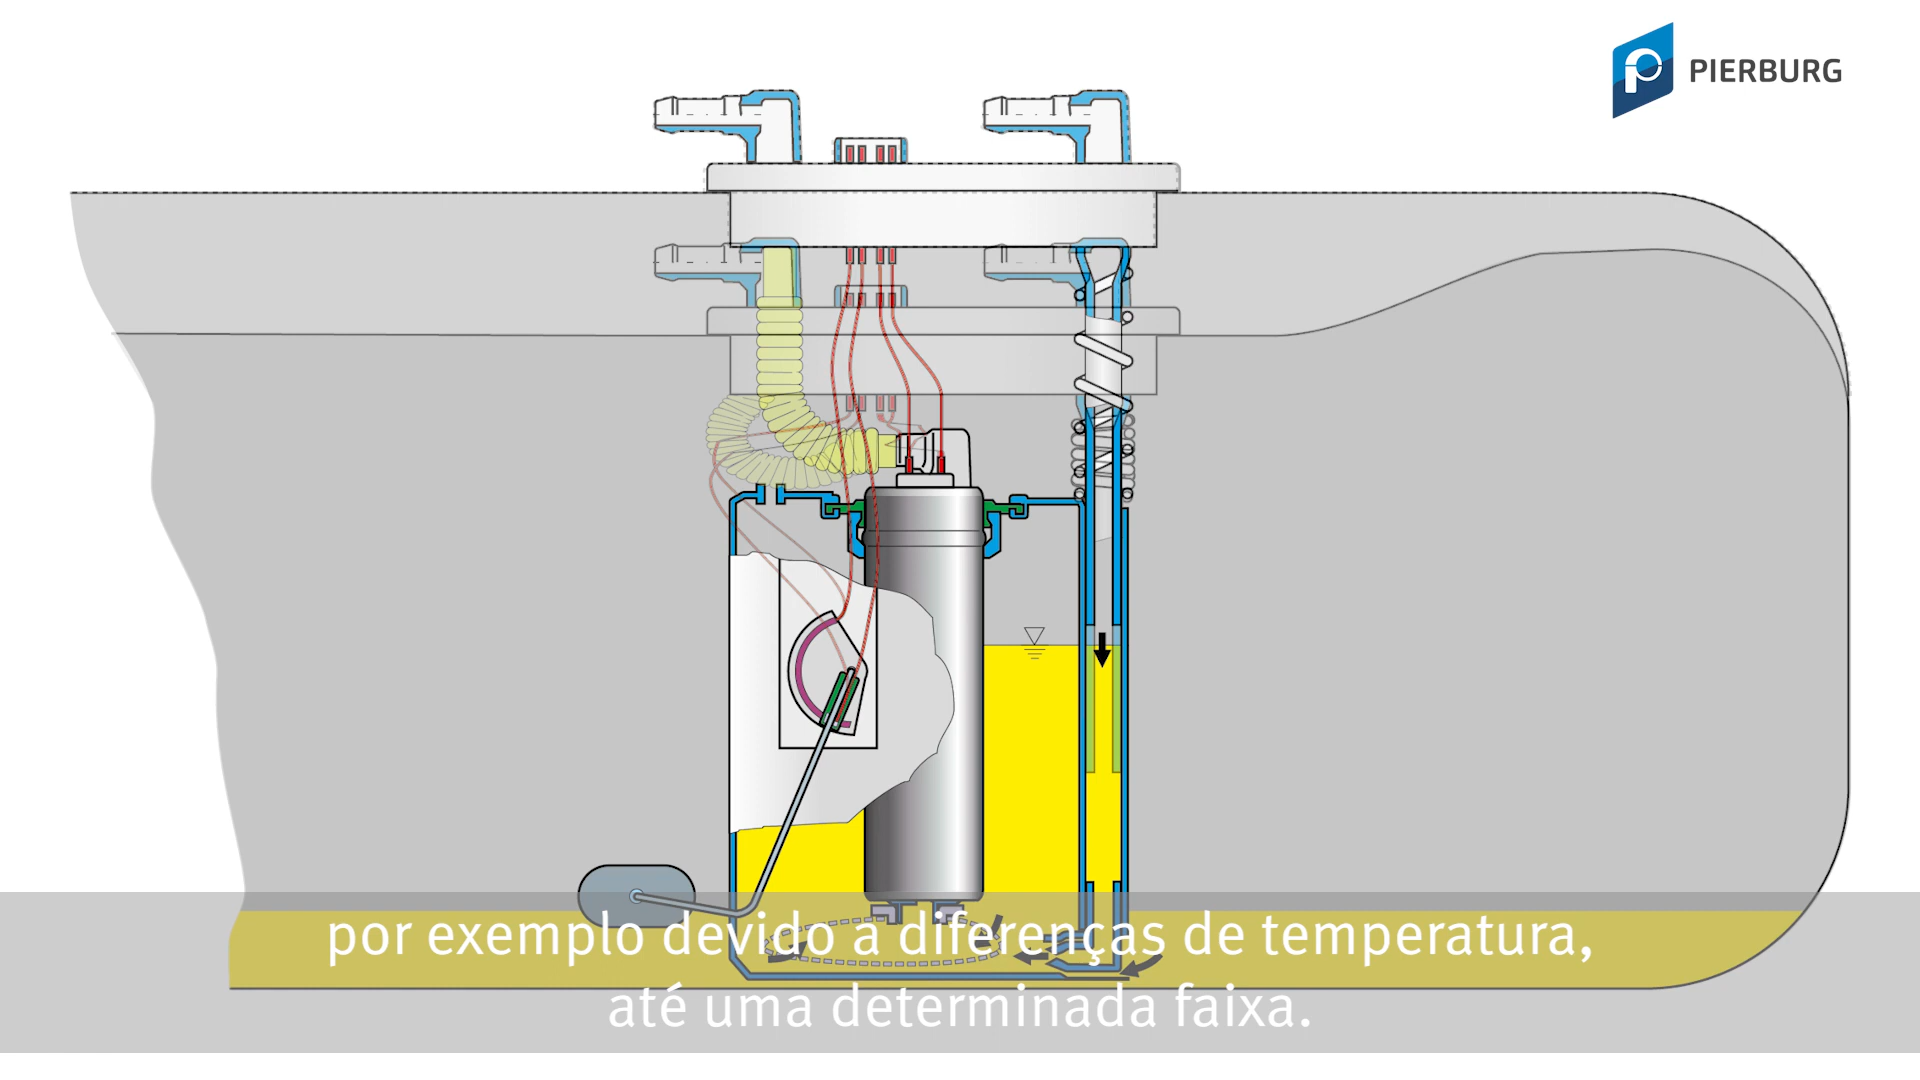 PIERBURG
por exemplo devido a diferenças de temperatura,
até uma determinada faixa.